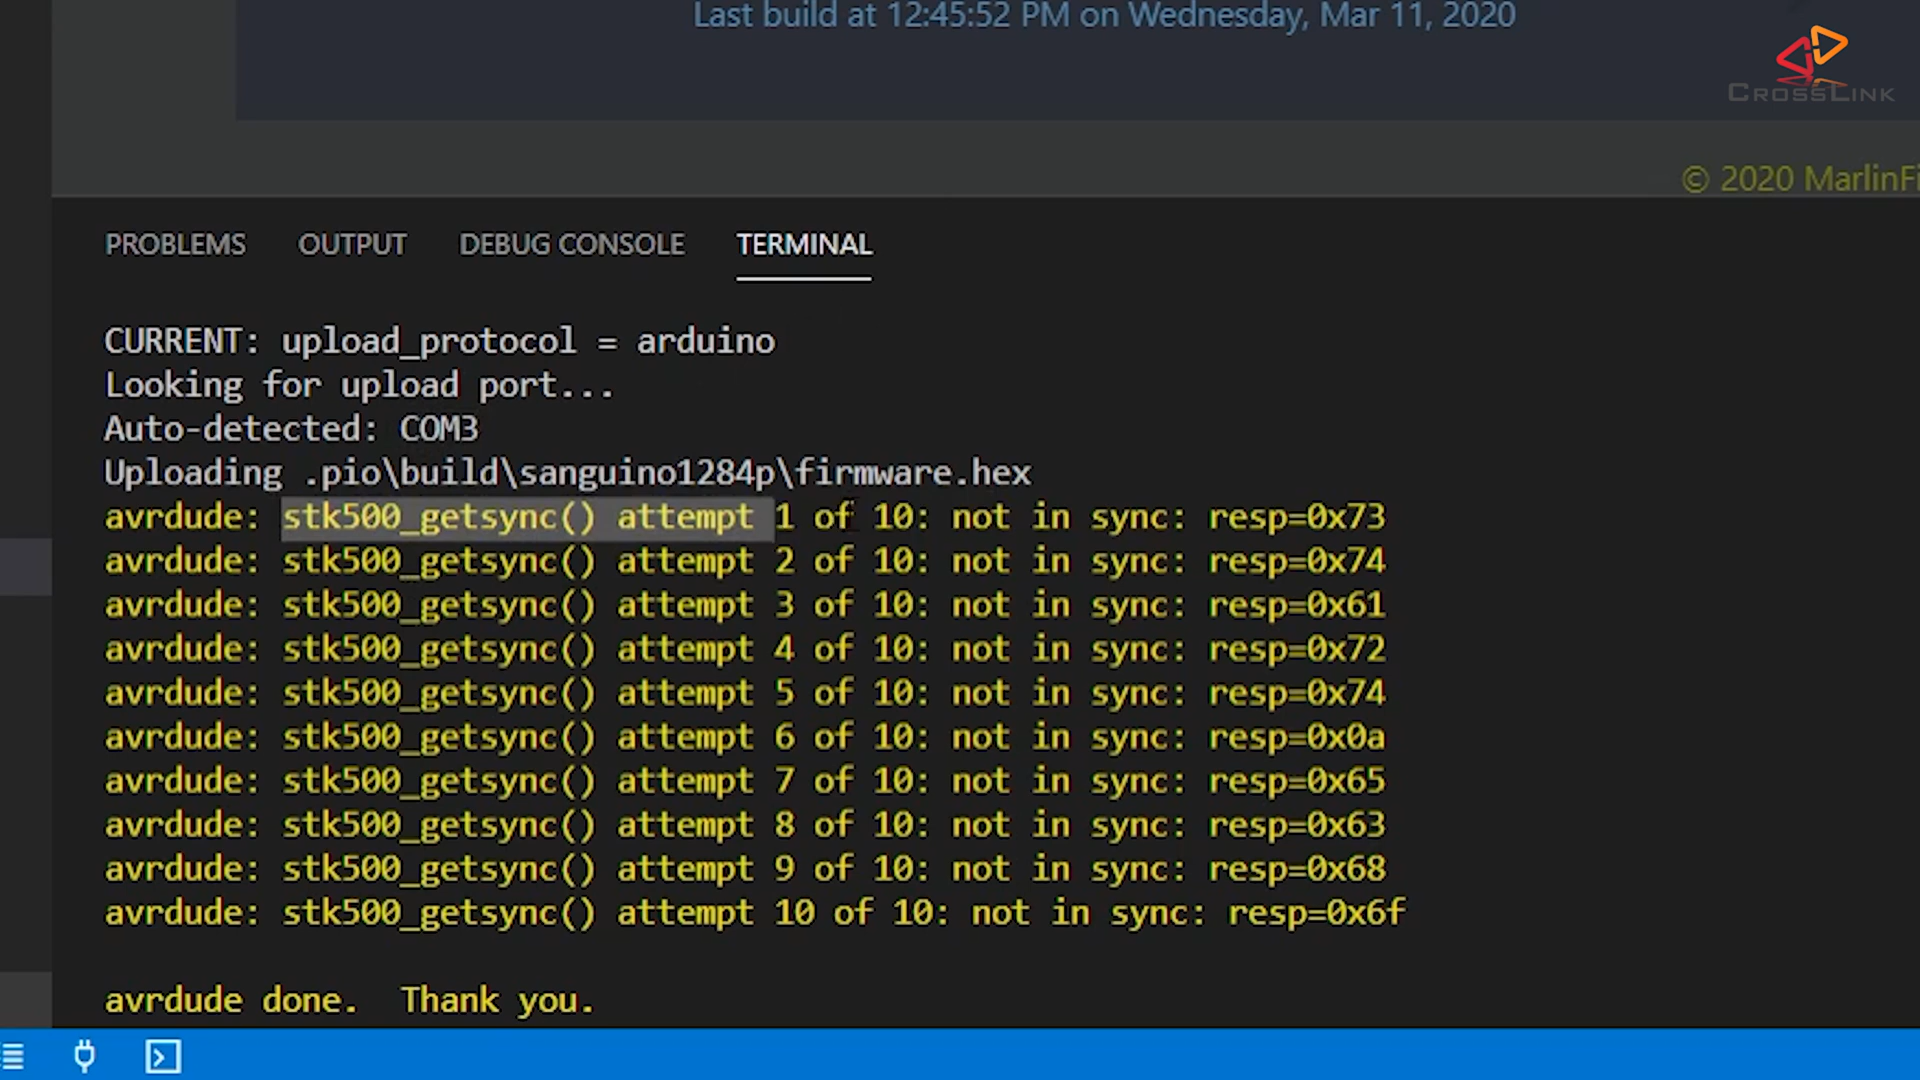 Last build at 12:45:52 PM on Wednesday, Mar 11, 2020
CROSSLINK
© 2020 MarlinFi
PROBLEMS OUTPUT DEBUG CONSOLE TERMINAL
CURRENT: upload_protocol = arduino
Looking for upload port...
Auto-detected: COM3
Uploading .pio\build\sanguino1284p\firmware.hex
avrdude: stk500_getsync() attempt 1 of 10: not in sync: resp=0x73
avrdude: stk500_getsync() attempt 2 of 10: not in sync: resp=0x74
avrdude: stk500_getsync() attempt 3 of 10: not in sync: resp=0x61
avrdude: stk500_getsync() attempt 4 of 10: not in sync: resp=0x72
avrdude: stk500_getsync() attempt 5 of 10: not in sync: resp=0x74
avrdude: stk500_getsync() attempt 6 of 10: not in sync: resp=0x0a
avrdude: stk500_getsync() attempt 7 of 10: not in sync: resp=0x65
avrdude: stk500_getsync() attempt 8 of 10: not in sync: resp=0x63
avrdude: stk500_getsync() attempt 9 of 10: not in sync: resp=0x68
avrdude: stk500_getsync() attempt 10 of 10: not in sync: resp=0x6f
avrdude done.  Thank you.